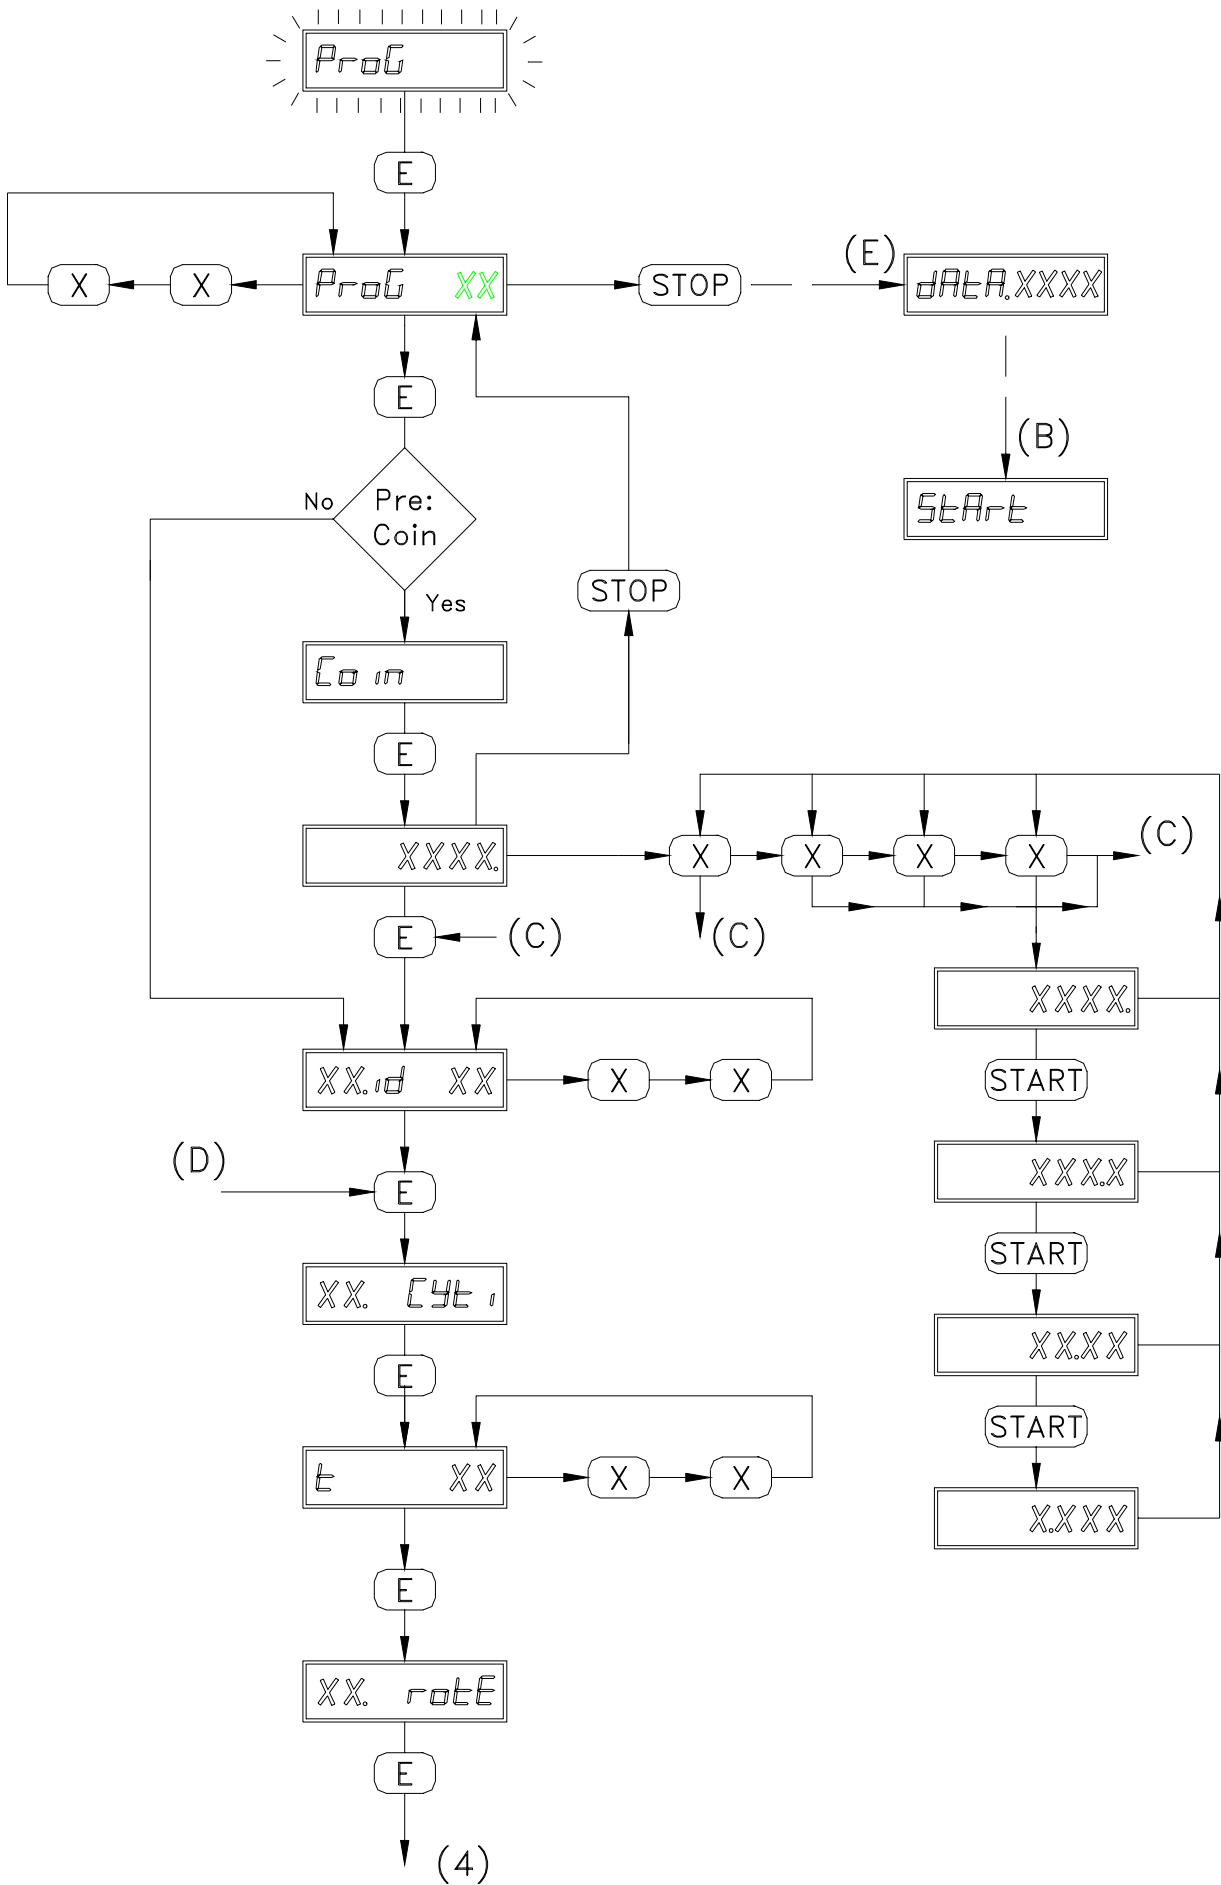 ProG
E
X
X
ProG XX
STOP
(E)
dAtA.XXXX
E
(B)
StArt
No
Pre:
Coin
Yes
STOP
Coin
E
XXXX.
X
X
X
X
(C)
E
(C)
(C)
XXXX.
XX.id XX
X
X
START
(D)
E
XXX.X
START
XX. CYti
XX.XX
E
START
t XX
X
X
X.XXX
E
XX. rotE
E
(4)